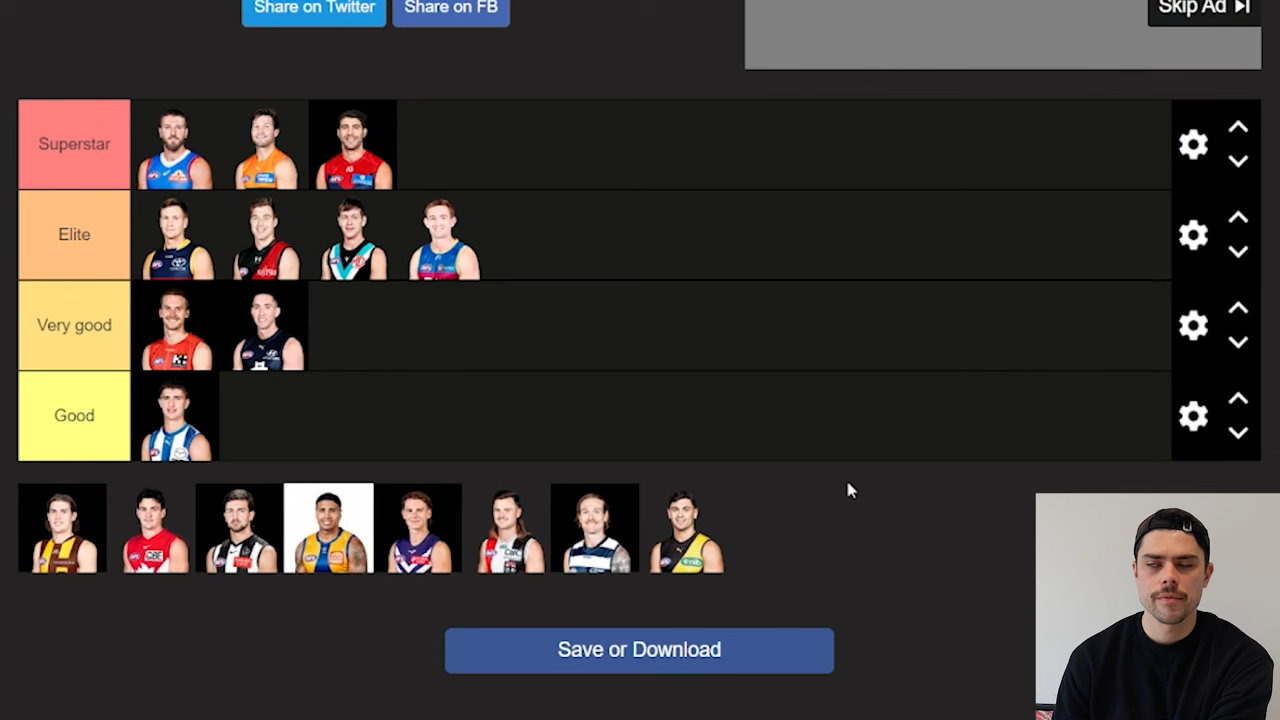 Share on Twitter
Share on FB
Skip Ad
Superstar
Elite
Very good
Good
Save or Download